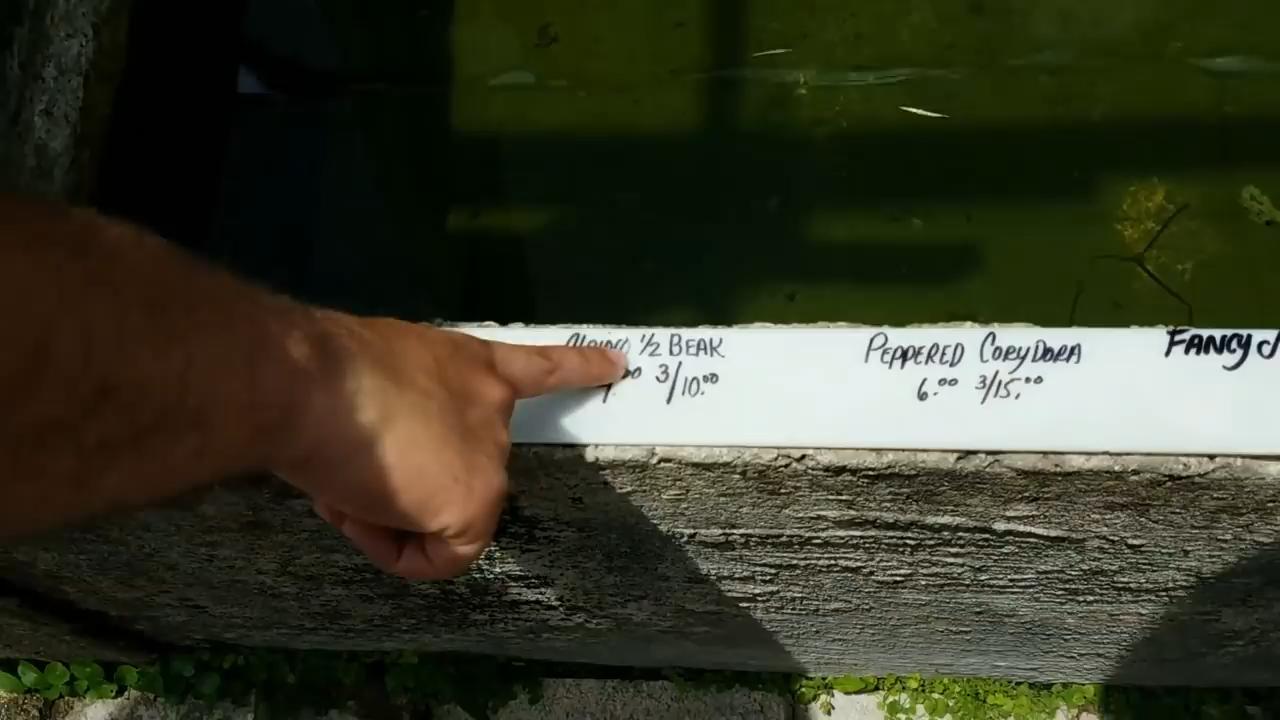 ½ BEAK
3/10.00
PEPPERED CORYDORA
6.00 3/15.00
FANCY